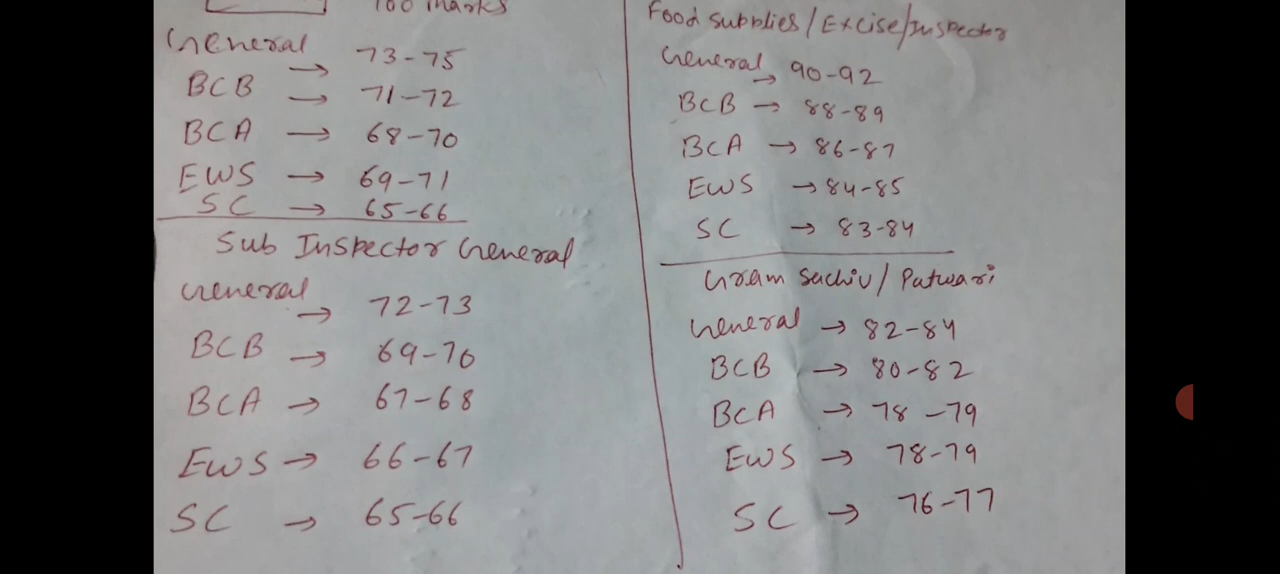 100 marks
General → 73-75
BCB → 71-72
BCA → 68-70
EWS → 69-71
SC → 65-66
Sub Inspector General
General → 72-73
BCB → 69-70
BCA → 67-68
EWS → 66-67
SC → 65-66
Food Supplies/Excise/Inspector
General → 90-92
BCB → 88-89
BCA → 86-87
EWS → 84-85
SC → 83-84
Gram Sachiv/Patwari
General → 82-84
BCB → 80-82
BCA → 78-79
EWS → 78-79
SC → 76-77